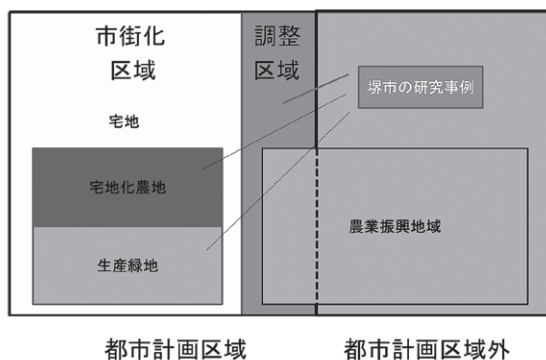 市街化
区域
調整
区域
堺市の研究事例
宅地
宅地化農地
農業振興地域
生産緑地
都市計画区域
都市計画区域外